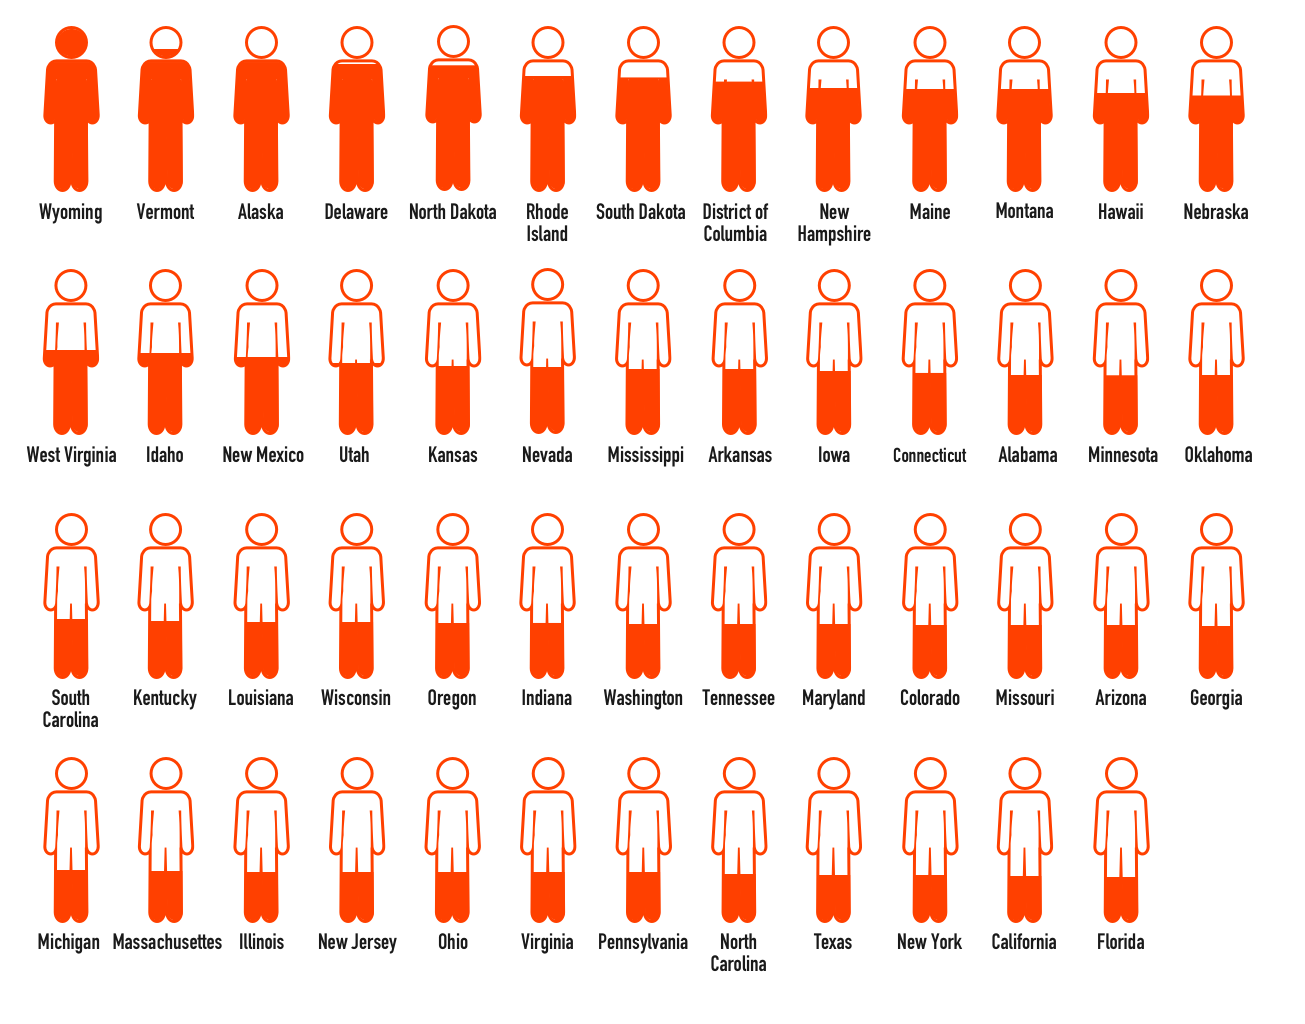 Wyoming Vermont Alaska Delaware North Dakota Rhode South Dakota District of New Maine Montana Hawaii Nebraska
Island Columbia Hampshire
West Virginia Idaho New Mexico Utah Kansas Nevada Mississippi Arkansas Iowa Connecticut Alabama Minnesota Oklahoma
South Kentucky Louisiana Wisconsin Oregon Indiana Washington Tennessee Maryland Colorado Missouri Arizona Georgia
Carolina
Michigan Massachusettes Illinois New Jersey Ohio Virginia Pennsylvania North Texas New York California Florida
Carolina